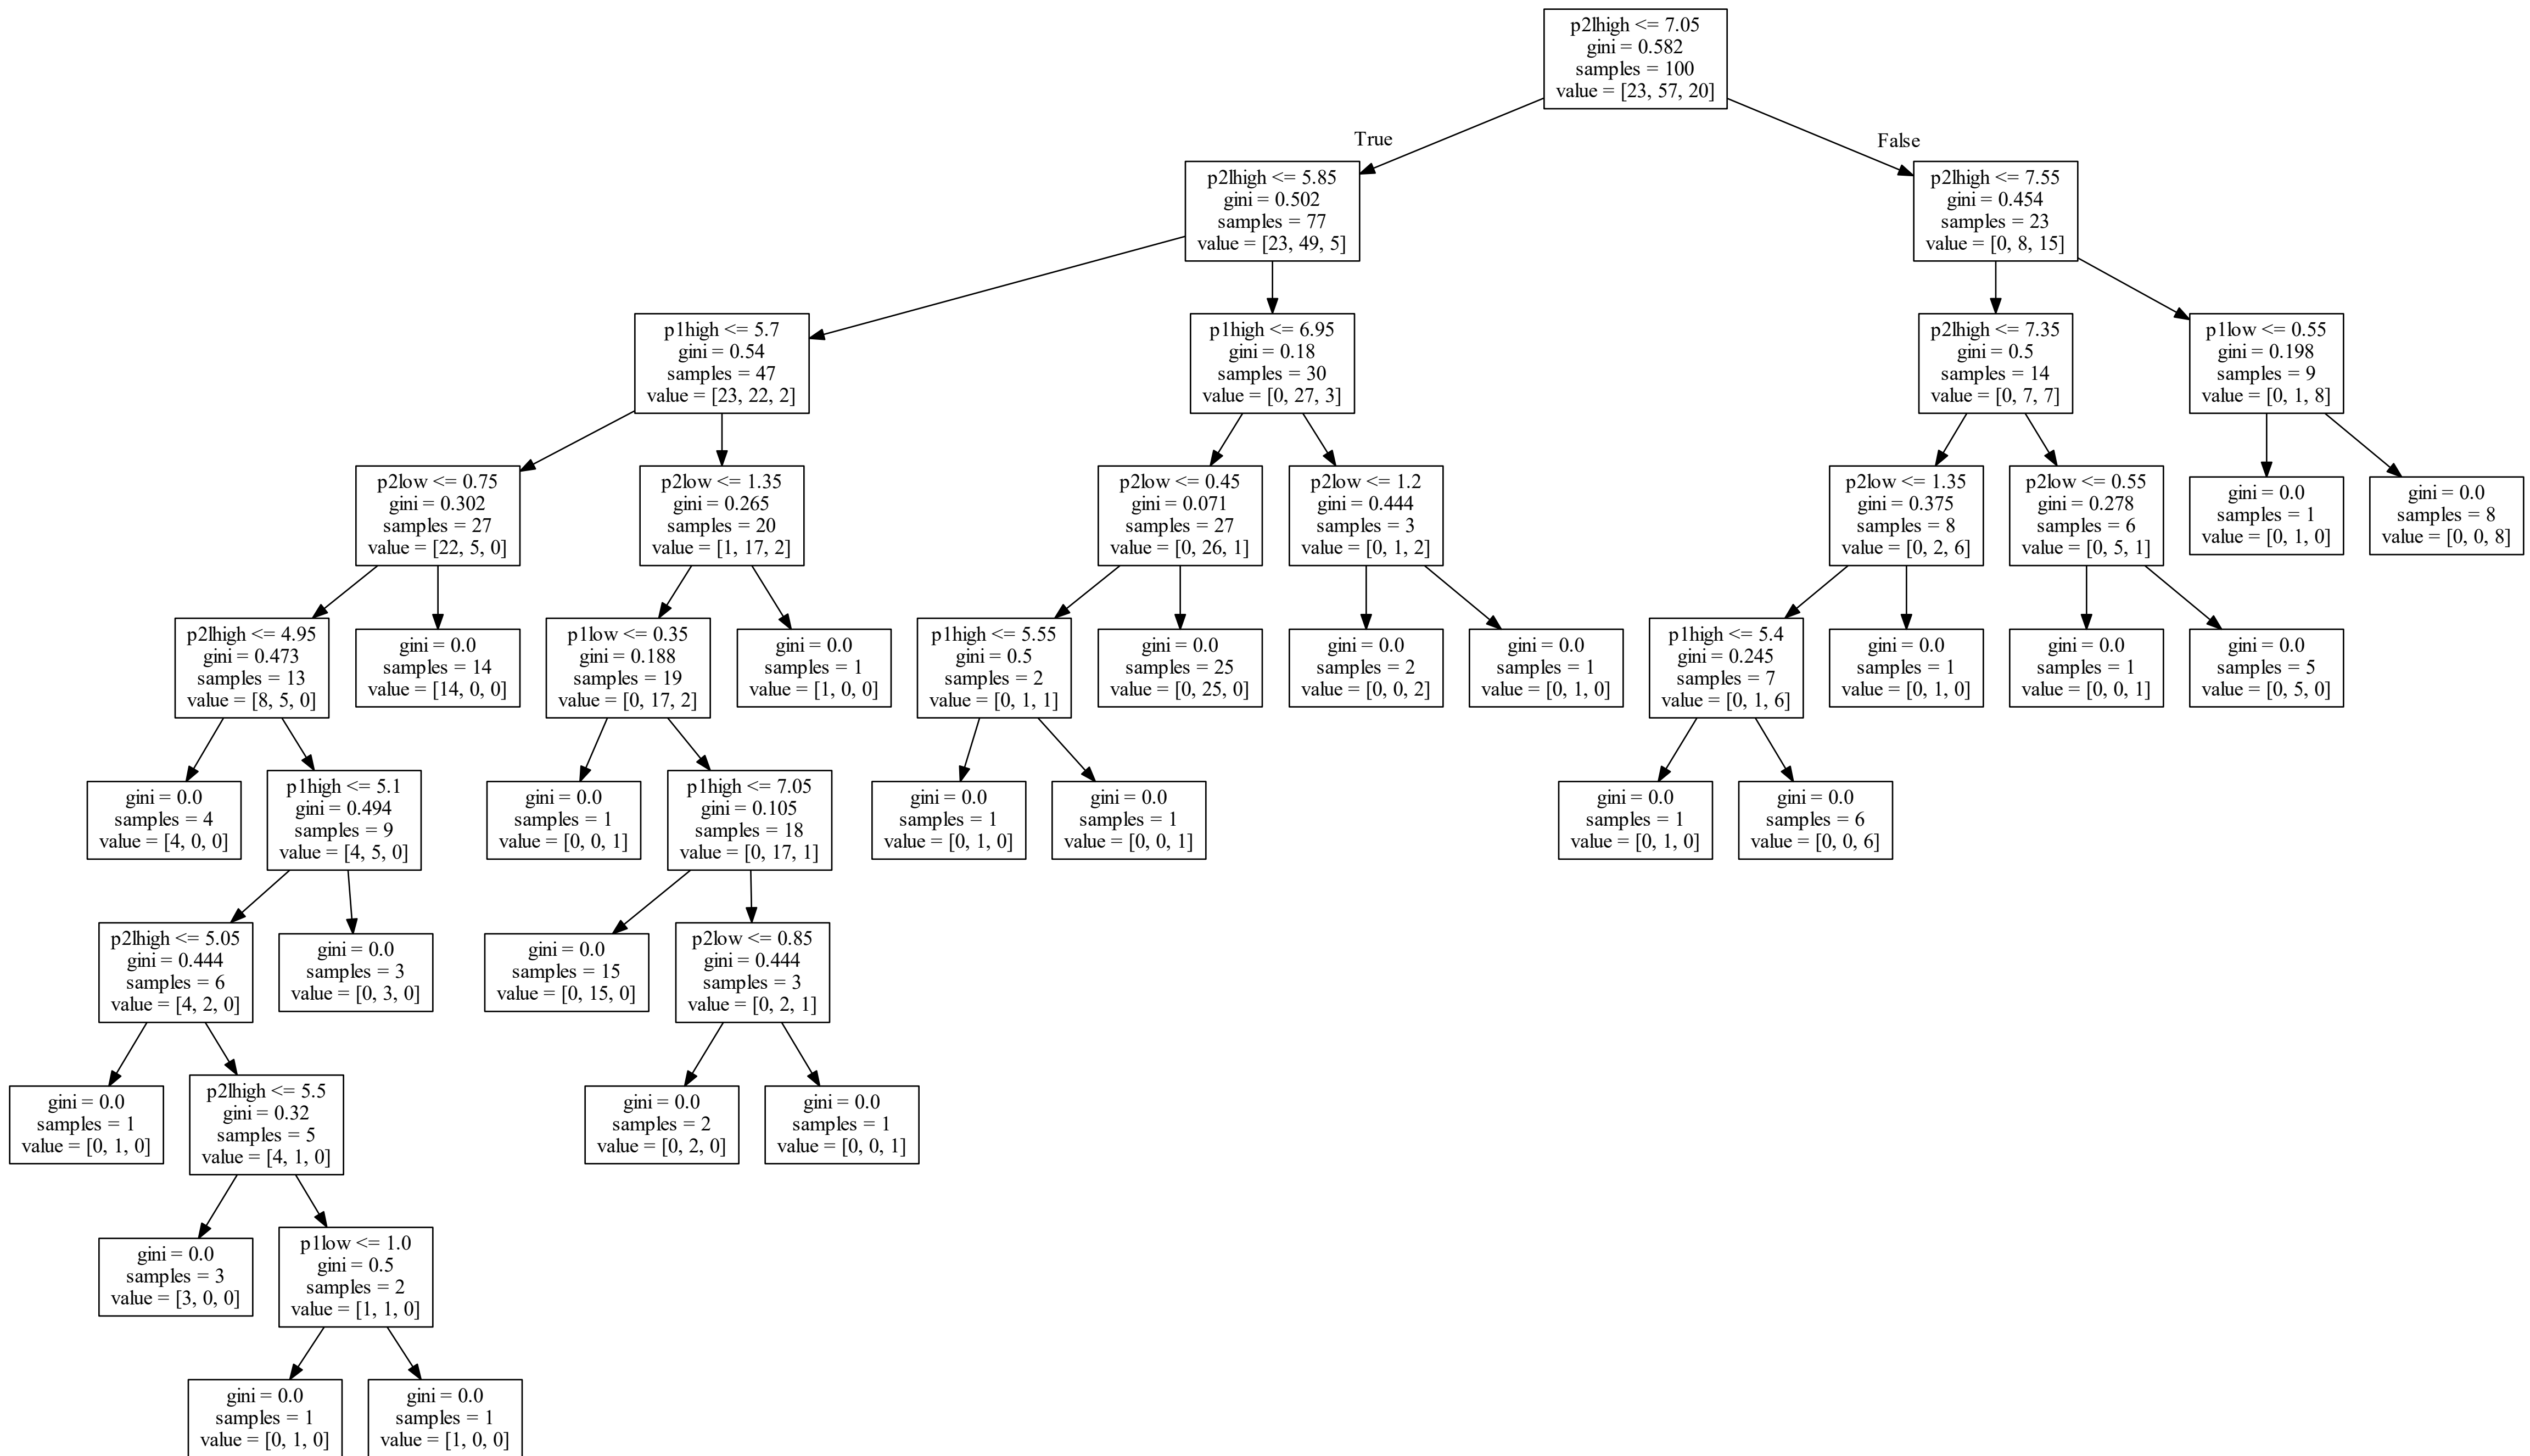 p2lhigh <= 7.05
gini = 0.582
samples = 100
value = [23, 57, 20]
True
False
p2lhigh <= 5.85
gini = 0.502
samples = 77
value = [23, 49, 5]
p2lhigh <= 7.55
gini = 0.454
samples = 23
value = [0, 8, 15]
p1high <= 5.7
gini = 0.54
samples = 47
value = [23, 22, 2]
p1high <= 6.95
gini = 0.18
samples = 30
value = [0, 27, 3]
p2lhigh <= 7.35
gini = 0.5
samples = 14
value = [0, 7, 7]
p1low <= 0.55
gini = 0.198
samples = 9
value = [0, 1, 8]
p2low <= 0.75
gini = 0.302
samples = 27
value = [22, 5, 0]
p2low <= 1.35
gini = 0.265
samples = 20
value = [1, 17, 2]
p2low <= 0.45
gini = 0.071
samples = 27
value = [0, 26, 1]
p2low <= 1.2
gini = 0.444
samples = 3
value = [0, 1, 2]
p2low <= 1.35
gini = 0.375
samples = 8
value = [0, 2, 6]
p2low <= 0.55
gini = 0.278
samples = 6
value = [0, 5, 1]
gini = 0.0
samples = 1
value = [0, 1, 0]
gini = 0.0
samples = 8
value = [0, 0, 8]
p2lhigh <= 4.95
gini = 0.473
samples = 13
value = [8, 5, 0]
gini = 0.0
samples = 14
value = [14, 0, 0]
p1low <= 0.35
gini = 0.188
samples = 19
value = [0, 17, 2]
gini = 0.0
samples = 1
value = [1, 0, 0]
p1high <= 5.55
gini = 0.5
samples = 2
value = [0, 1, 1]
gini = 0.0
samples = 25
value = [0, 25, 0]
gini = 0.0
samples = 2
value = [0, 0, 2]
gini = 0.0
samples = 1
value = [0, 1, 0]
p1high <= 5.4
gini = 0.245
samples = 7
value = [0, 1, 6]
gini = 0.0
samples = 1
value = [0, 1, 0]
gini = 0.0
samples = 1
value = [0, 0, 1]
gini = 0.0
samples = 5
value = [0, 5, 0]
gini = 0.0
samples = 4
value = [4, 0, 0]
p1high <= 5.1
gini = 0.494
samples = 9
value = [4, 5, 0]
gini = 0.0
samples = 1
value = [0, 0, 1]
p1high <= 7.05
gini = 0.105
samples = 18
value = [0, 17, 1]
gini = 0.0
samples = 1
value = [0, 1, 0]
gini = 0.0
samples = 1
value = [0, 0, 1]
gini = 0.0
samples = 1
value = [0, 1, 0]
gini = 0.0
samples = 6
value = [0, 0, 6]
p2lhigh <= 5.05
gini = 0.444
samples = 6
value = [4, 2, 0]
gini = 0.0
samples = 3
value = [0, 3, 0]
gini = 0.0
samples = 15
value = [0, 15, 0]
p2low <= 0.85
gini = 0.444
samples = 3
value = [0, 2, 1]
gini = 0.0
samples = 1
value = [0, 1, 0]
p2lhigh <= 5.5
gini = 0.32
samples = 5
value = [4, 1, 0]
gini = 0.0
samples = 2
value = [0, 2, 0]
gini = 0.0
samples = 1
value = [0, 0, 1]
gini = 0.0
samples = 3
value = [3, 0, 0]
p1low <= 1.0
gini = 0.5
samples = 2
value = [1, 1, 0]
gini = 0.0
samples = 1
value = [0, 1, 0]
gini = 0.0
samples = 1
value = [1, 0, 0]